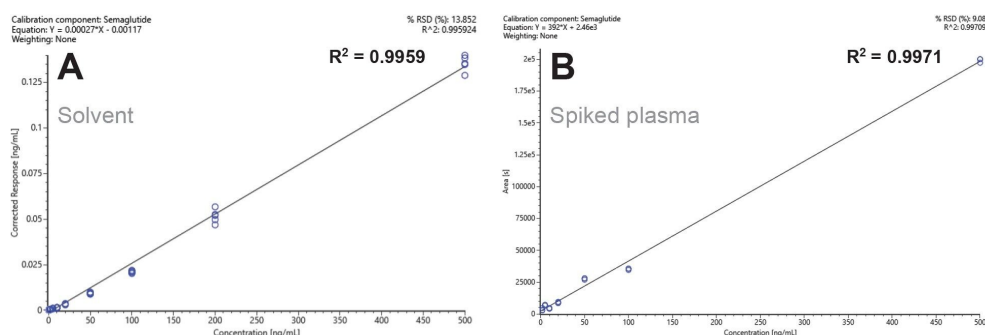 Calibration component: Semaglutide
Equation: Y = 0.00027*X - 0.00117
Weighting: None
% RSD (%): 13.852
R^2: 0.995924
A
R² = 0.9959
Solvent
Corrected Response [ng/mL]
0.125
0.1
0.075
0.05
0.025
0
0 50 100 150 200 250 300 350 400 450 500
Concentration [ng/mL]
Calibration component: Semaglutide
Equation: Y = 392*X + 2.46e3
Weighting: None
% RSD (%): 9.08
R^2: 0.99709
B
R² = 0.9971
Spiked plasma
Area [s]
2e5
1.75e5
1.5e5
1.25e5
100000
75000
50000
25000
0
0 50 100 150 200 250 300 350 400 450 500
Concentration [ng/mL]